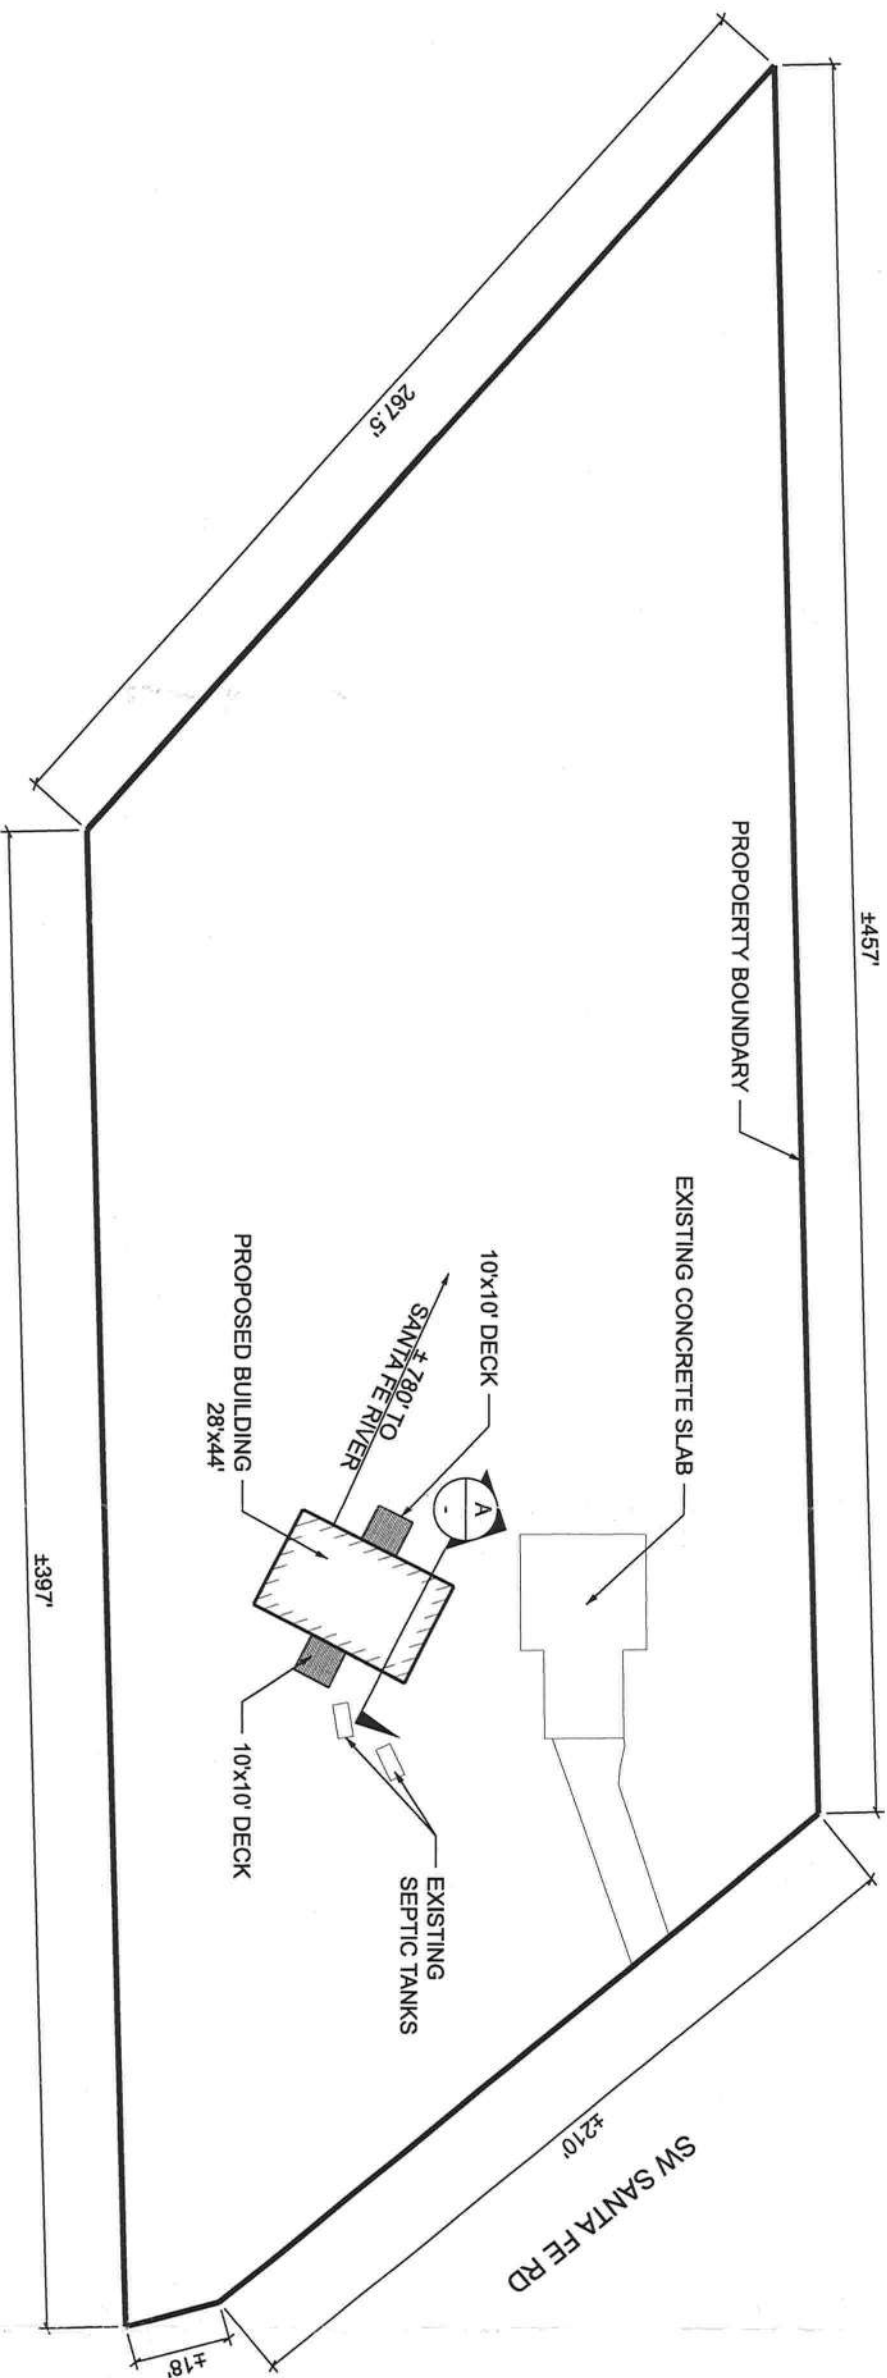 ±457'
267.5'
PROPOERTY BOUNDARY
EXISTING CONCRETE SLAB
10'x10' DECK
± 780' TO
SANTA FE RIVER
PROPOSED BUILDING
28'x44'
A
-
10'x10' DECK
EXISTING
SEPTIC TANKS
±397'
±210'
SW SANTA FE RD
±18'